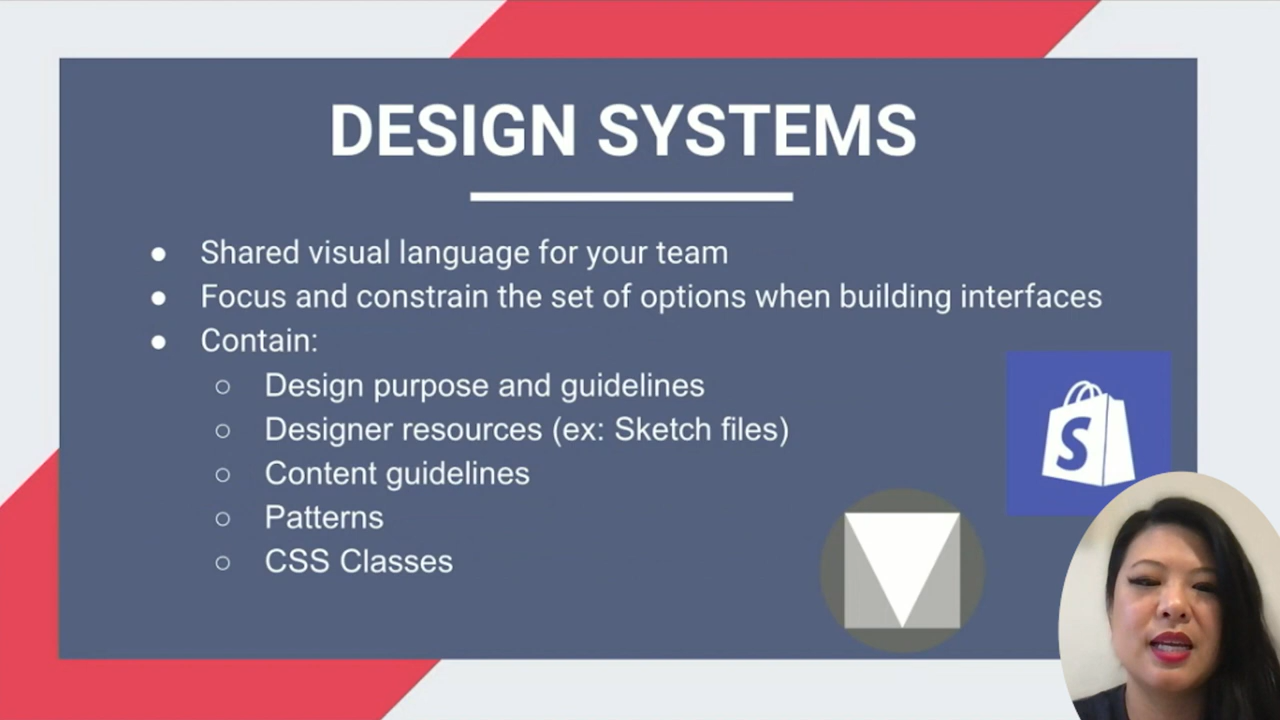 DESIGN SYSTEMS
● Shared visual language for your team
● Focus and constrain the set of options when building interfaces
● Contain:
○ Design purpose and guidelines
○ Designer resources (ex: Sketch files)
○ Content guidelines
○ Patterns
○ CSS Classes
S